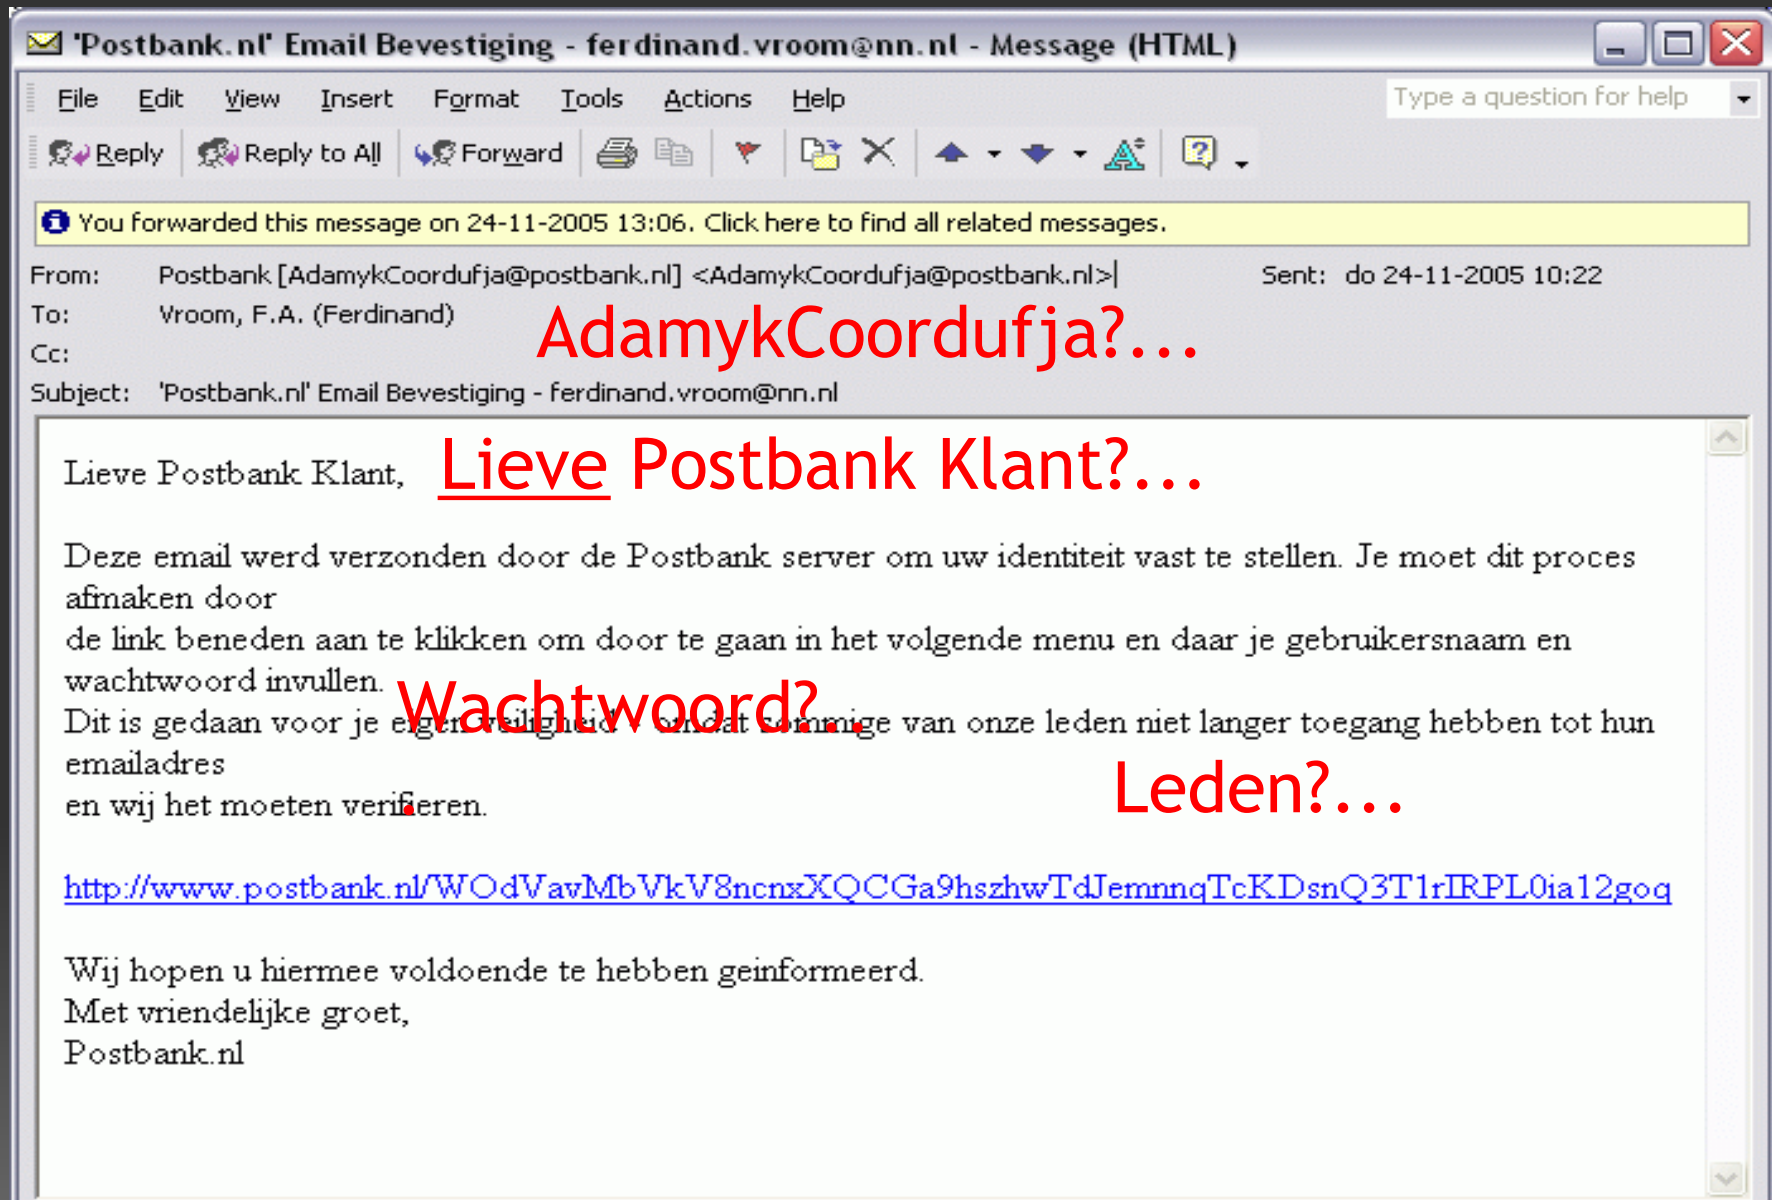 'Postbank.nl' Email Bevestiging - ferdinand.vroom@nn.nl - Message (HTML)
File Edit View Insert Format Tools Actions Help Type a question for help
Reply Reply to All Forward
You forwarded this message on 24-11-2005 13:06. Click here to find all related messages.
From: Postbank [AdamykCoordufja@postbank.nl] <AdamykCoordufja@postbank.nl> Sent: do 24-11-2005 10:22
To: Vroom, F.A. (Ferdinand)
AdamykCoordufja?...
Cc:
Subject: 'Postbank.nl' Email Bevestiging - ferdinand.vroom@nn.nl
Lieve Postbank Klant, Lieve Postbank Klant?...
Deze email werd verzonden door de Postbank server om uw identiteit vast te stellen. Je moet dit proces
afmaken door
de link beneden aan te klikken om door te gaan in het volgende menu en daar je gebruikersnaam en
wachtwoord invullen.
Wachtwoord?...
Dit is gedaan voor je eigen veiligheid - omdat sommige van onze leden niet langer toegang hebben tot hun
emailadres
Leden?...
en wij het moeten verifieren.
http://www.postbank.nl/WOdVavMbVkV8ncnxXQCGa9hszhwTdJemnnqTcKDsnQ3T1rIRPL0ia12goq
Wij hopen u hiermee voldoende te hebben geinformeerd.
Met vriendelijke groet,
Postbank.nl